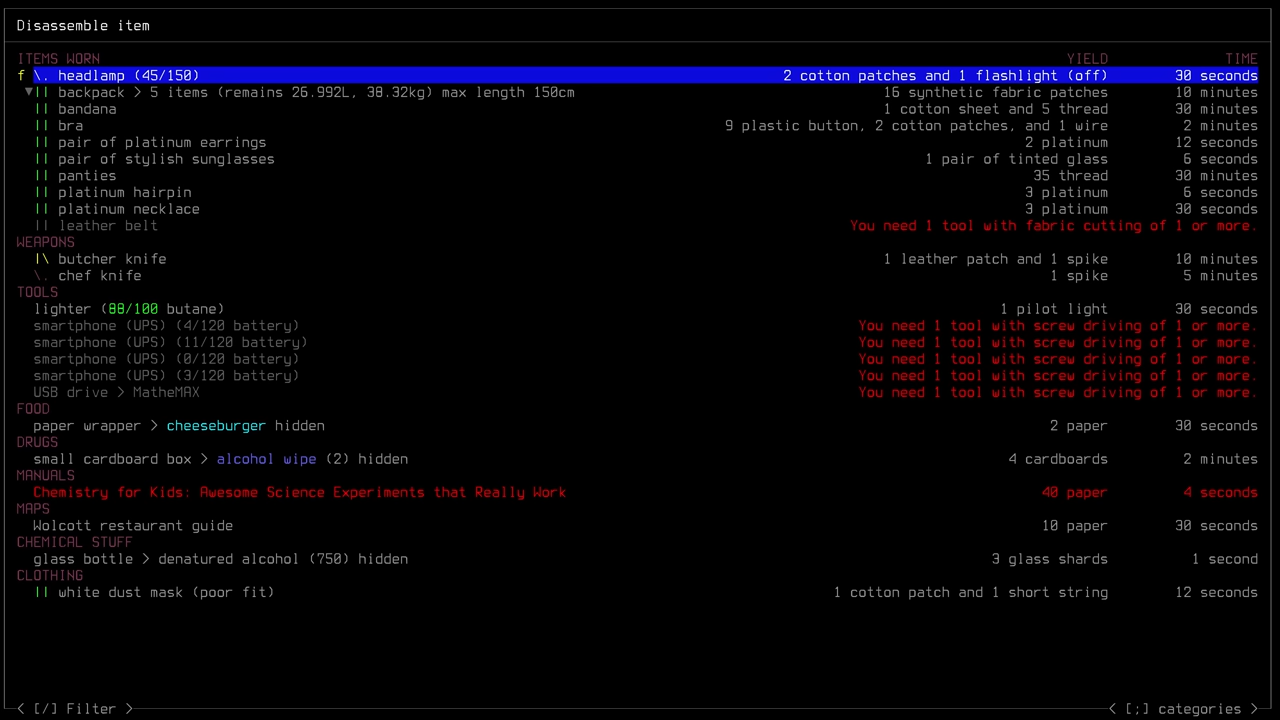 Disassemble item
ITEMS WORN YIELD TIME
f \. headlamp (45/150) 2 cotton patches and 1 flashlight (off) 30 seconds
▼|| backpack > 5 items (remains 26.992L, 38.32kg) max length 150cm 16 synthetic fabric patches 10 minutes
|| bandana 1 cotton sheet and 5 thread 30 minutes
|| bra 9 plastic button, 2 cotton patches, and 1 wire 2 minutes
|| pair of platinum earrings 2 platinum 12 seconds
|| pair of stylish sunglasses 1 pair of tinted glass 6 seconds
|| panties 35 thread 30 minutes
|| platinum hairpin 3 platinum 6 seconds
|| platinum necklace 3 platinum 30 seconds
|| leather belt You need 1 tool with fabric cutting of 1 or more.
WEAPONS
|\ butcher knife 1 leather patch and 1 spike 10 minutes
\. chef knife 1 spike 5 minutes
TOOLS
lighter (88/100 butane) 1 pilot light 30 seconds
smartphone (UPS) (4/120 battery) You need 1 tool with screw driving of 1 or more.
smartphone (UPS) (11/120 battery) You need 1 tool with screw driving of 1 or more.
smartphone (UPS) (0/120 battery) You need 1 tool with screw driving of 1 or more.
smartphone (UPS) (3/120 battery) You need 1 tool with screw driving of 1 or more.
USB drive > MatheMAX You need 1 tool with screw driving of 1 or more.
FOOD
paper wrapper > cheeseburger hidden 2 paper 30 seconds
DRUGS
small cardboard box > alcohol wipe (2) hidden 4 cardboards 2 minutes
MANUALS
Chemistry for Kids: Awesome Science Experiments that Really Work 40 paper 4 seconds
MAPS
Wolcott restaurant guide 10 paper 30 seconds
CHEMICAL STUFF
glass bottle > denatured alcohol (750) hidden 3 glass shards 1 second
CLOTHING
|| white dust mask (poor fit) 1 cotton patch and 1 short string 12 seconds
< [/] Filter > < [;] categories >